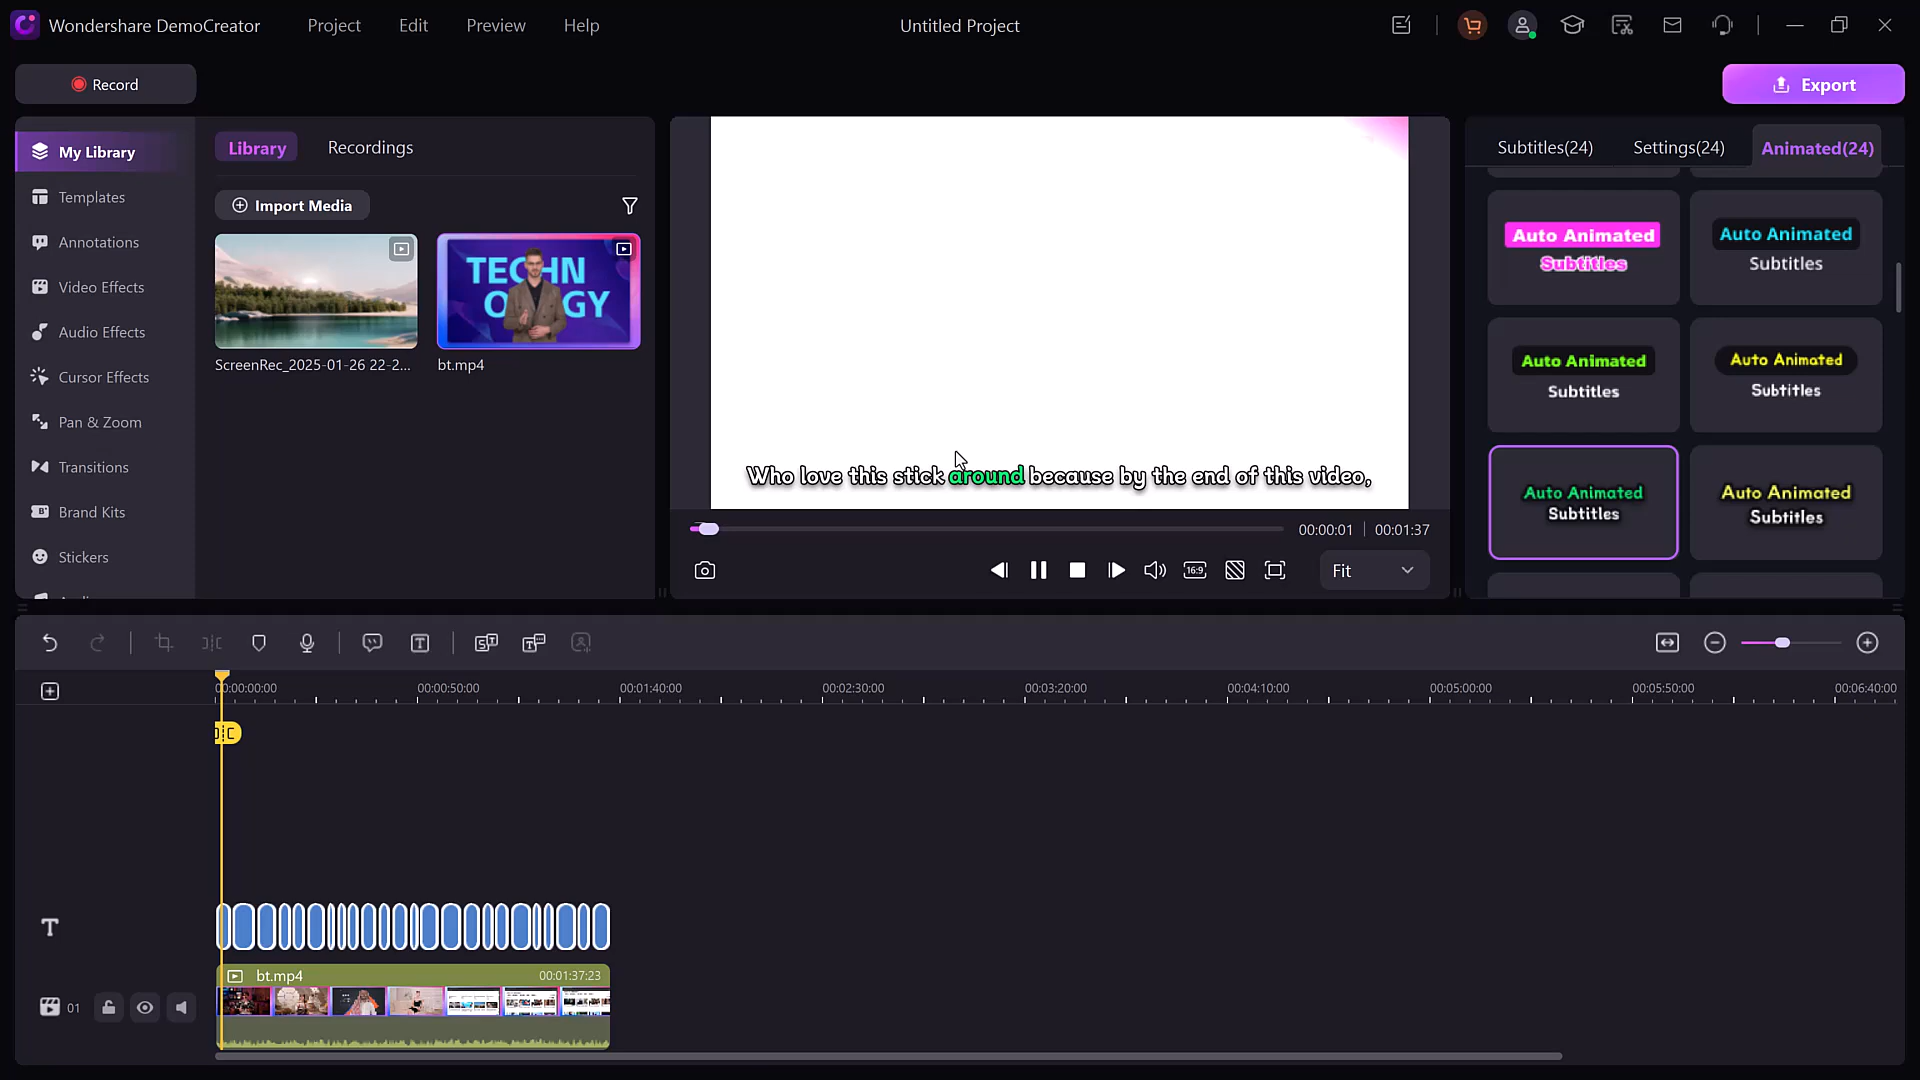 Wondershare DemoCreator
Project
Edit
Preview
Help
Untitled Project
Record
Export
My Library
Templates
Annotations
Video Effects
Audio Effects
Cursor Effects
Pan & Zoom
Transitions
Brand Kits
Stickers
Library
Recordings
Import Media
TECHN
OLOGY
ScreenRec_2025-01-26 22-2...
bt.mp4
Who love this stick around because by the end of this video,
00:00:01
00:01:37
16:9
Fit
Subtitles(24)
Settings(24)
Animated(24)
Auto Animated
Subtitles
Auto Animated
Subtitles
Auto Animated
Subtitles
Auto Animated
Subtitles
Auto Animated
Subtitles
Auto Animated
Subtitles
00:00:00:00
00:00:50:00
00:01:40:00
00:02:30:00
00:03:20:00
00:04:10:00
00:05:00:00
00:05:50:00
00:06:40:00
T
bt.mp4
00:01:37:23
01